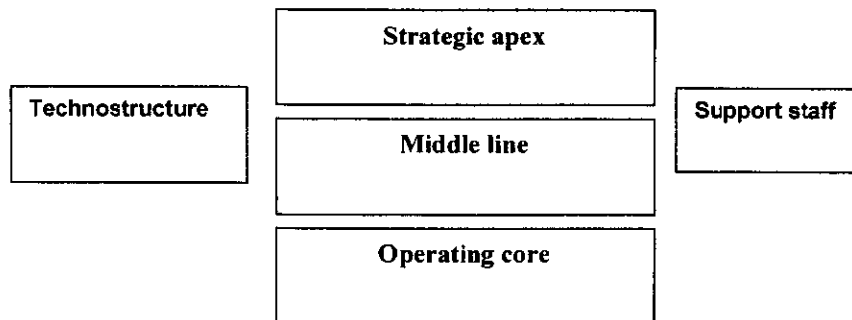 Strategic apex
Technostructure
Support staff
Middle line
Operating core